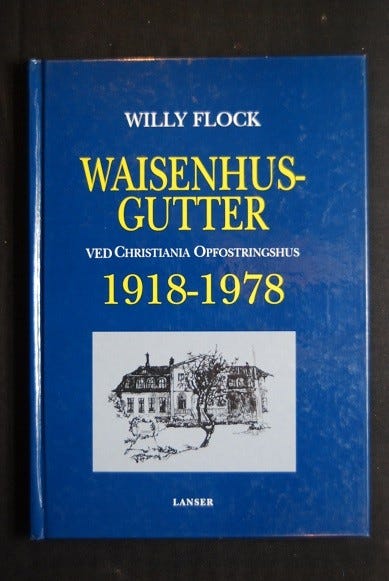 WILLY FLOCK
WAISENHUS-
GUTTER
VED CHRISTIANIA OPFOSTRINGSHUS
1918-1978
LANSER